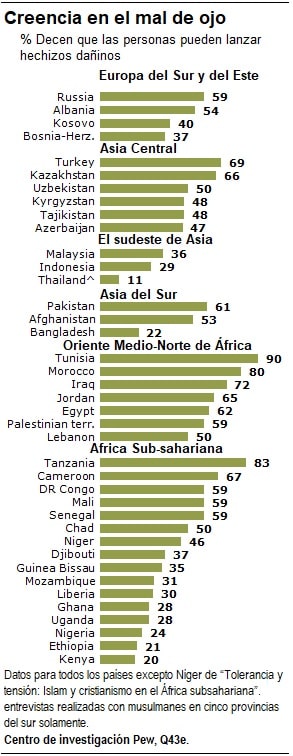 Creencia en el mal de ojo
% Decen que las personas pueden lanzar
hechizos dañinos
Europa del Sur y del Este
Russia 59
Albania 54
Kosovo 40
Bosnia-Herz. 37
Asia Central
Turkey 69
Kazakhstan 66
Uzbekistan 50
Kyrgyzstan 48
Tajikistan 48
Azerbaijan 47
El sudeste de Asia
Malaysia 36
Indonesia 29
Thailand^ 11
Asia del Sur
Pakistan 61
Afghanistan 53
Bangladesh 22
Oriente Medio-Norte de África
Tunisia 90
Morocco 80
Iraq 72
Jordan 65
Egypt 62
Palestinian terr. 59
Lebanon 50
Africa Sub-sahariana
Tanzania 83
Cameroon 67
DR Congo 59
Mali 59
Senegal 59
Chad 50
Niger 46
Djibouti 37
Guinea Bissau 35
Mozambique 31
Liberia 30
Ghana 28
Uganda 28
Nigeria 24
Ethiopia 21
Kenya 20
Datos para todos los países excepto Níger de “Tolerancia y
tensión: Islam y cristianismo en el África subsahariana”.
entrevistas realizadas con musulmanes en cinco provincias
del sur solamente.
Centro de investigación Pew, Q43e.